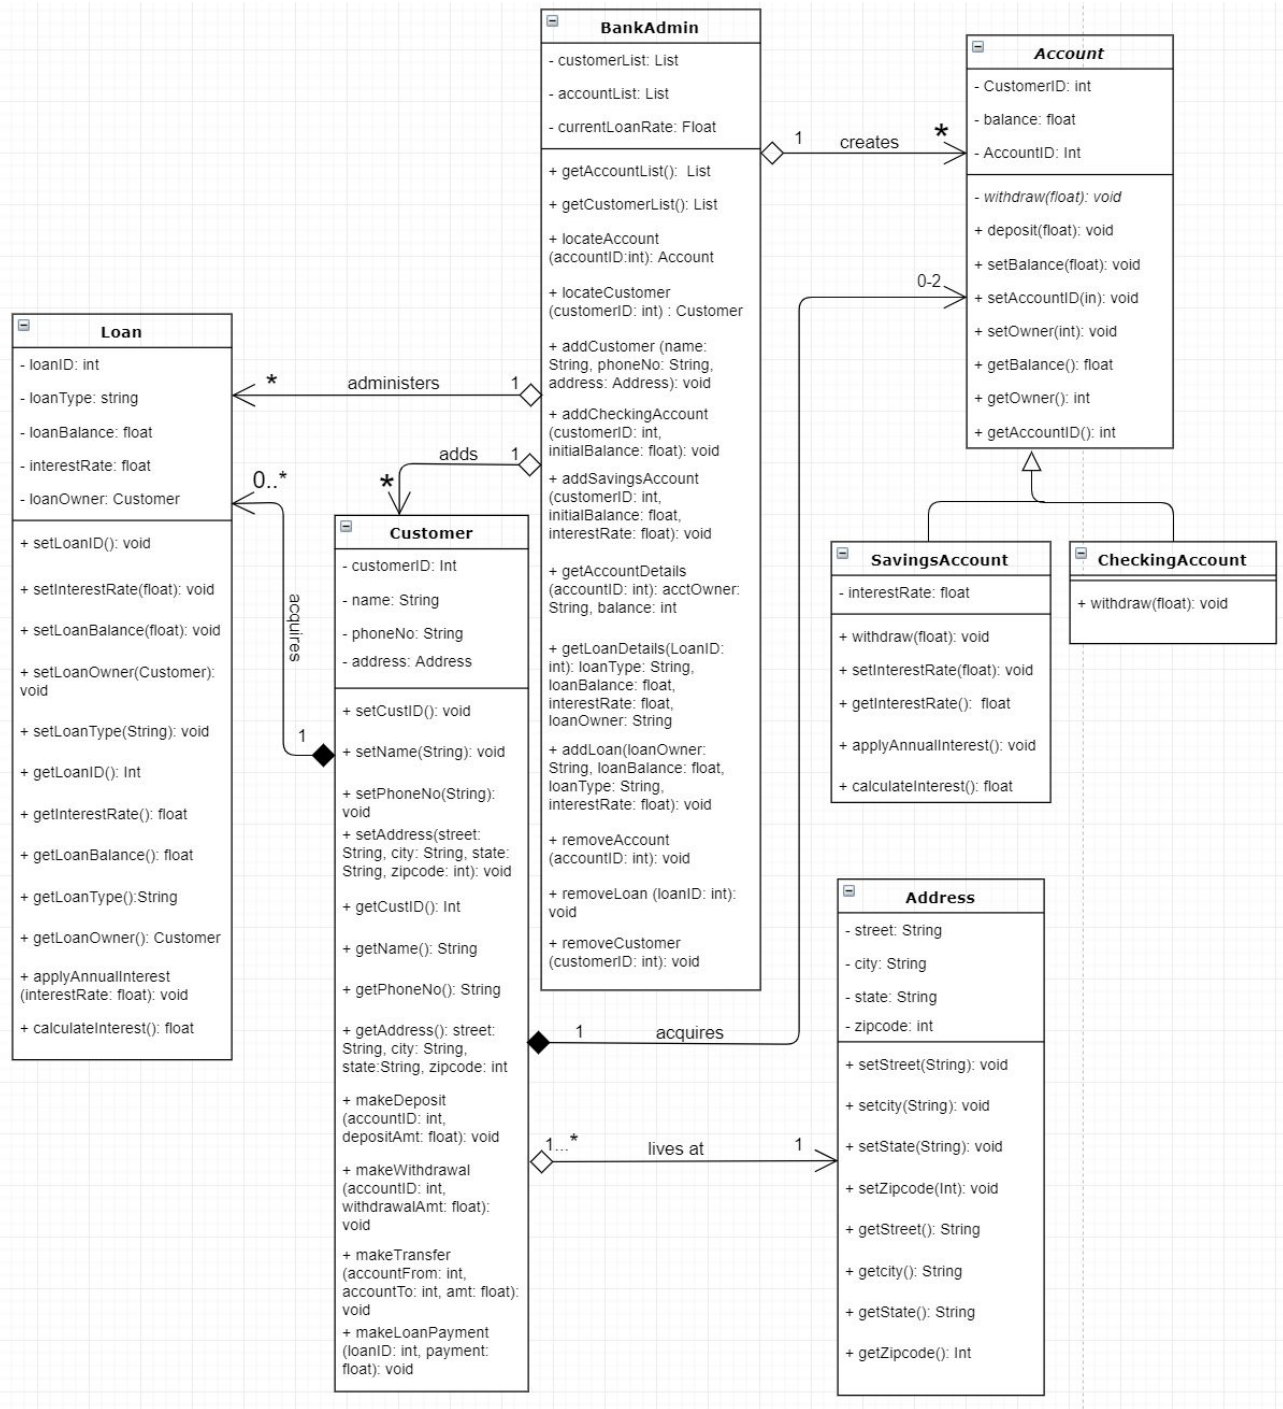 BankAdmin
- customerList: List
- accountList: List
- currentLoanRate: Float
+ getAccountList():  List
+ getCustomerList(): List
+ locateAccount
(accountID:int): Account
+ locateCustomer
(customerID: int) : Customer
+ addCustomer (name:
String, phoneNo: String,
address: Address): void
+ addCheckingAccount
(customerID: int,
initialBalance: float): void
+ addSavingsAccount
(customerID: int,
initialBalance: float,
interestRate: float): void
+ getAccountDetails
(accountID: int): acctOwner:
String, balance: int
+ getLoanDetails(LoanID:
int): loanType: String,
loanBalance: float,
interestRate: float,
loanOwner: String
+ addLoan(loanOwner:
String, loanBalance: float,
loanType: String,
interestRate: float): void
+ removeAccount
(accountID: int): void
+ removeLoan (loanID: int):
void
+ removeCustomer
(customerID: int): void
1
creates
*
Account
- CustomerID: int
- balance: float
- AccountID: Int
- withdraw(float): void
+ deposit(float): void
+ setBalance(float): void
+ setAccountID(in): void
+ setOwner(int): void
+ getBalance(): float
+ getOwner(): int
+ getAccountID(): int
0-2
*
administers
1
adds
1
*
Loan
- loanID: int
- loanType: string
- loanBalance: float
- interestRate: float
- loanOwner: Customer
+ setLoanID(): void
+ setInterestRate(float): void
+ setLoanBalance(float): void
+ setLoanOwner(Customer):
void
+ setLoanType(String): void
+ getLoanID(): Int
+ getInterestRate(): float
+ getLoanBalance(): float
+ getLoanType():String
+ getLoanOwner(): Customer
+ applyAnnualInterest
(interestRate: float): void
+ calculateInterest(): float
0..*
acquires
1
Customer
- customerID: Int
- name: String
- phoneNo: String
- address: Address
+ setCustID(): void
+ setName(String): void
+ setPhoneNo(String):
void
+ setAddress(street:
String, city: String, state:
String, zipcode: int): void
+ getCustID(): Int
+ getName(): String
+ getPhoneNo(): String
+ getAddress(): street:
String, city: String,
state:String, zipcode: int
+ makeDeposit
(accountID: int,
depositAmt: float): void
+ makeWithdrawal
(accountID: int,
withdrawalAmt: float):
void
+ makeTransfer
(accountFrom: int,
accountTo: int, amt: float):
void
+ makeLoanPayment
(loanID: int, payment:
float): void
SavingsAccount
- interestRate: float
+ withdraw(float): void
+ setInterestRate(float): void
+ getInterestRate():  float
+ applyAnnualInterest(): void
+ calculateInterest(): float
CheckingAccount
+ withdraw(float): void
1
acquires
1...*
lives at
1
Address
- street: String
- city: String
- state: String
- zipcode: int
+ setStreet(String): void
+ setcity(String): void
+ setState(String): void
+ setZipcode(Int): void
+ getStreet(): String
+ getcity(): String
+ getState(): String
+ getZipcode(): Int